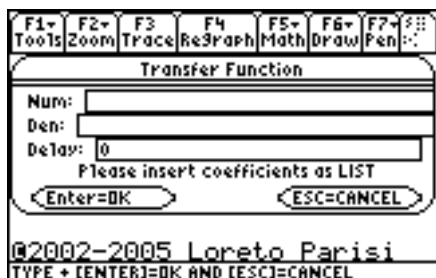 F1 F2 F3 F4 F5 F6 F7
Tools Zoom Trace ReGraph Math Draw Pen
Transfer Function
Num:
Den:
Delay: 0
Please insert coefficients as LIST
Enter=OK ESC=CANCEL
@2002-2005 Loreto Parisi
TYPE + [ENTER]=OK AND [ESC]=CANCEL